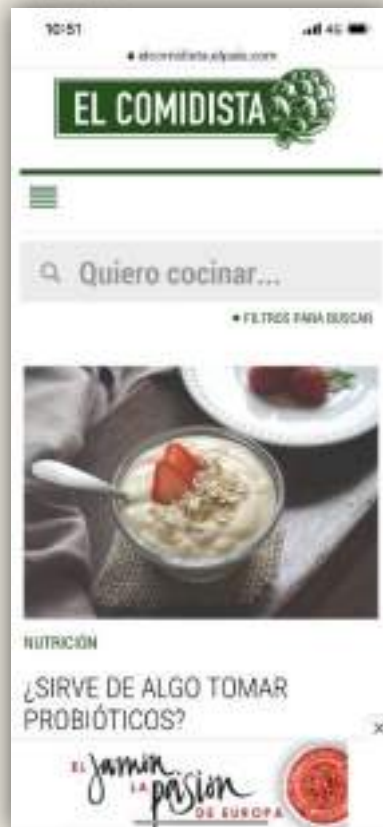 10:51
4G
elcomidista.elpais.com
EL COMIDISTA
Quiero cocinar...
FILTROS PARA BUSCAR
NUTRICIÓN
¿SIRVE DE ALGO TOMAR
PROBIÓTICOS?
EL jamón
LA pasión
DE EUROPA